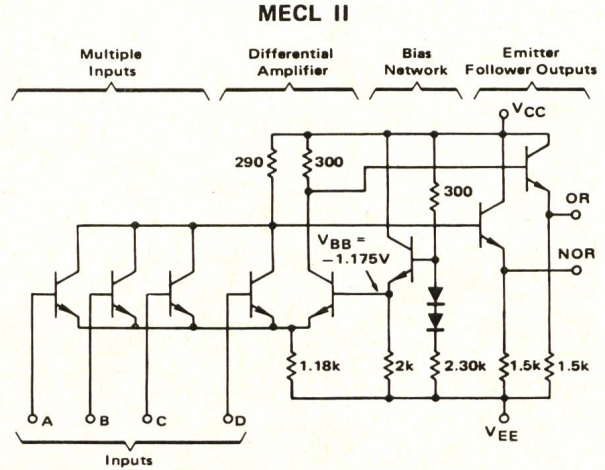 MECL II
Multiple
Inputs
Differential
Amplifier
Bias
Network
Emitter
Follower Outputs
VCC
290
300
300
OR
VBB =
−1.175V
NOR
1.18k
2k
2.30k
1.5k
1.5k
A
B
C
D
VEE
Inputs